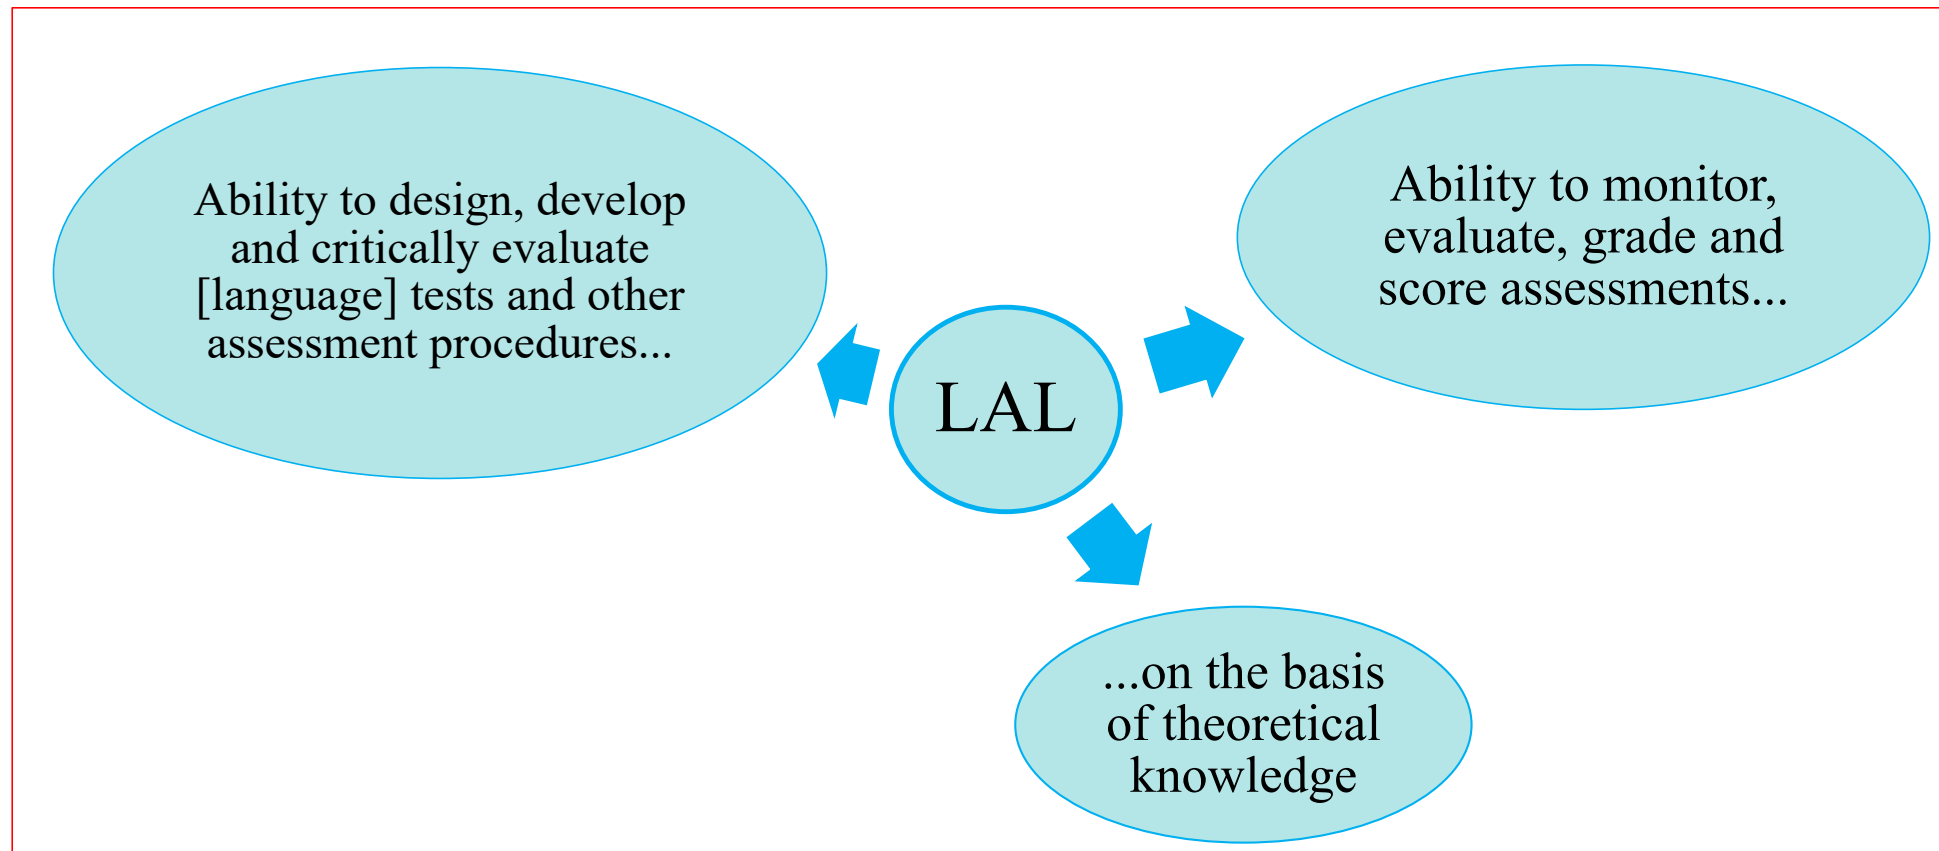 Ability to design, develop
and critically evaluate
[language] tests and other
assessment procedures...
LAL
Ability to monitor,
evaluate, grade and
score assessments...
...on the basis
of theoretical
knowledge